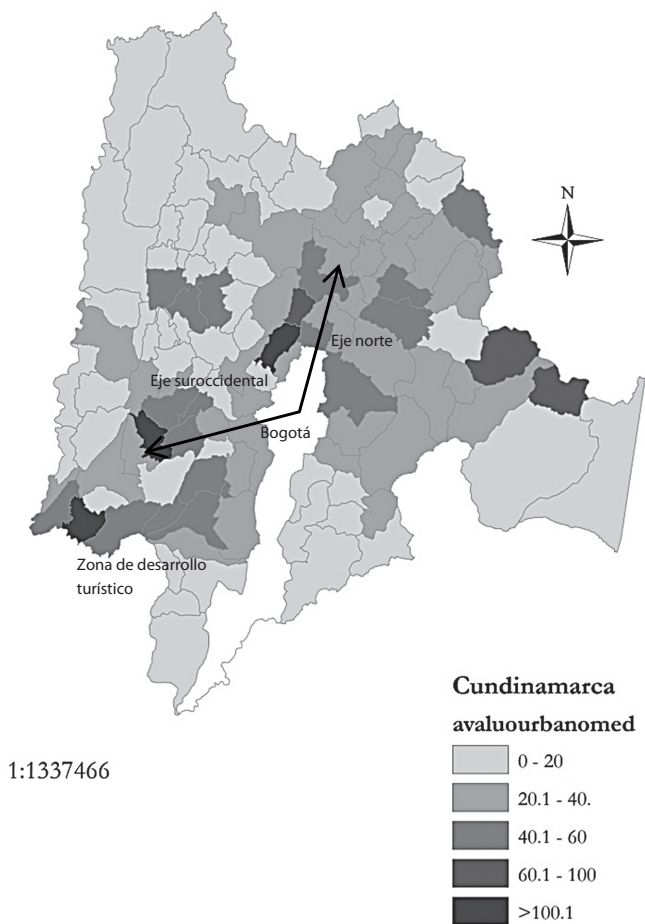 N
Eje norte
Eje suroccidental
Bogotá
Zona de desarrollo
turístico
Cundinamarca
avaluourbanomed
1:1337466
0 - 20
20.1 - 40.
40.1 - 60
60.1 - 100
>100.1